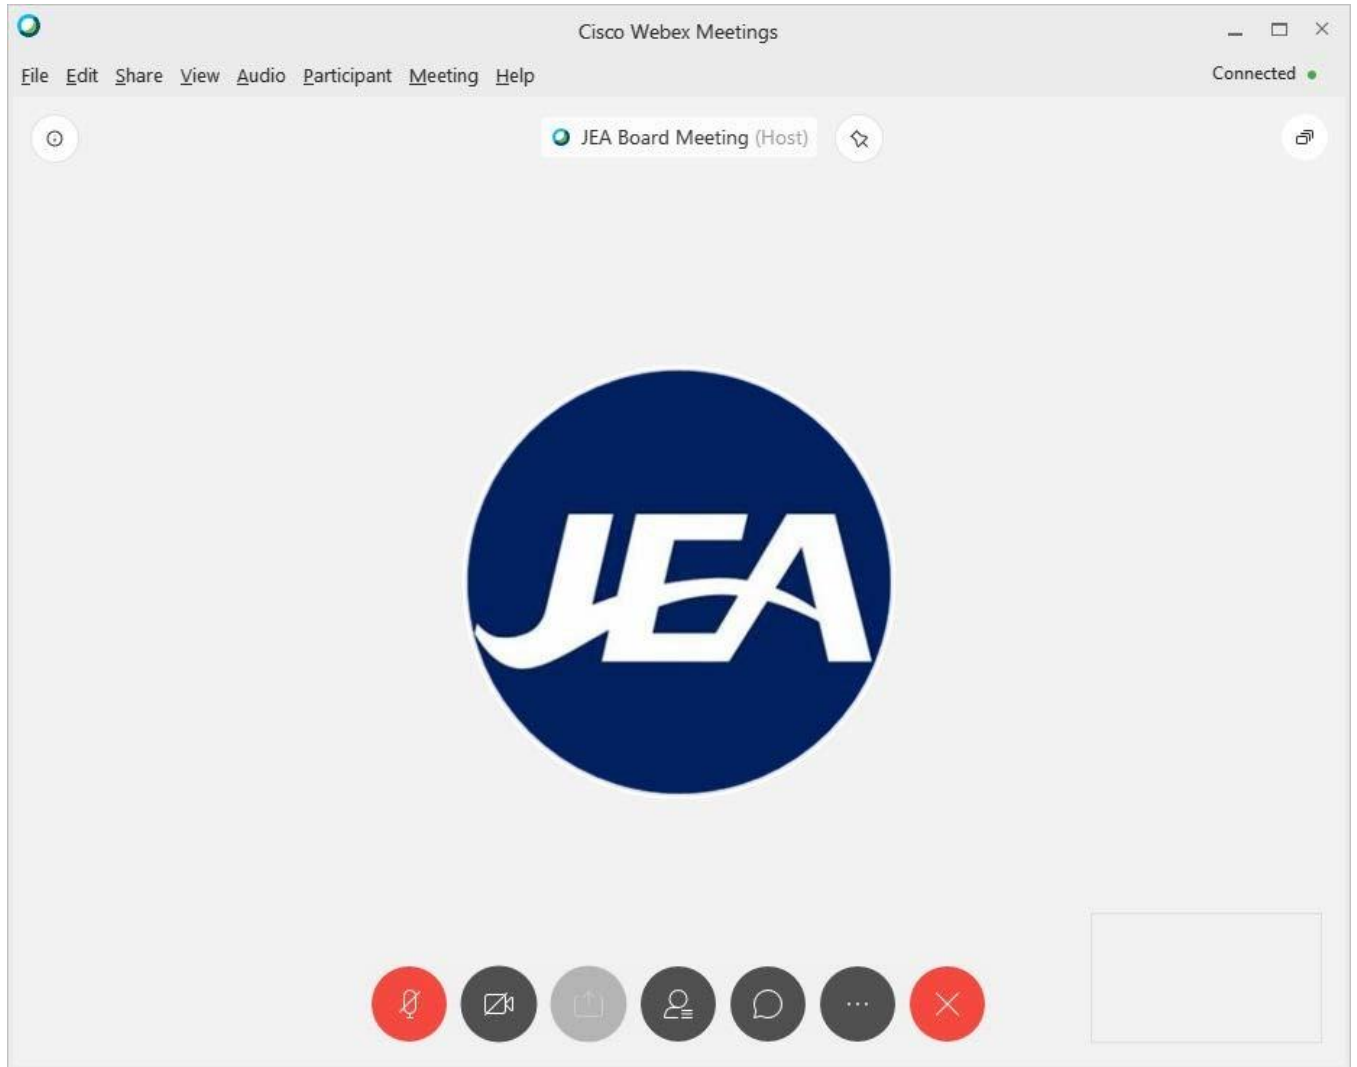 Cisco Webex Meetings
File Edit Share View Audio Participant Meeting Help
Connected
JEA Board Meeting (Host)
JEA